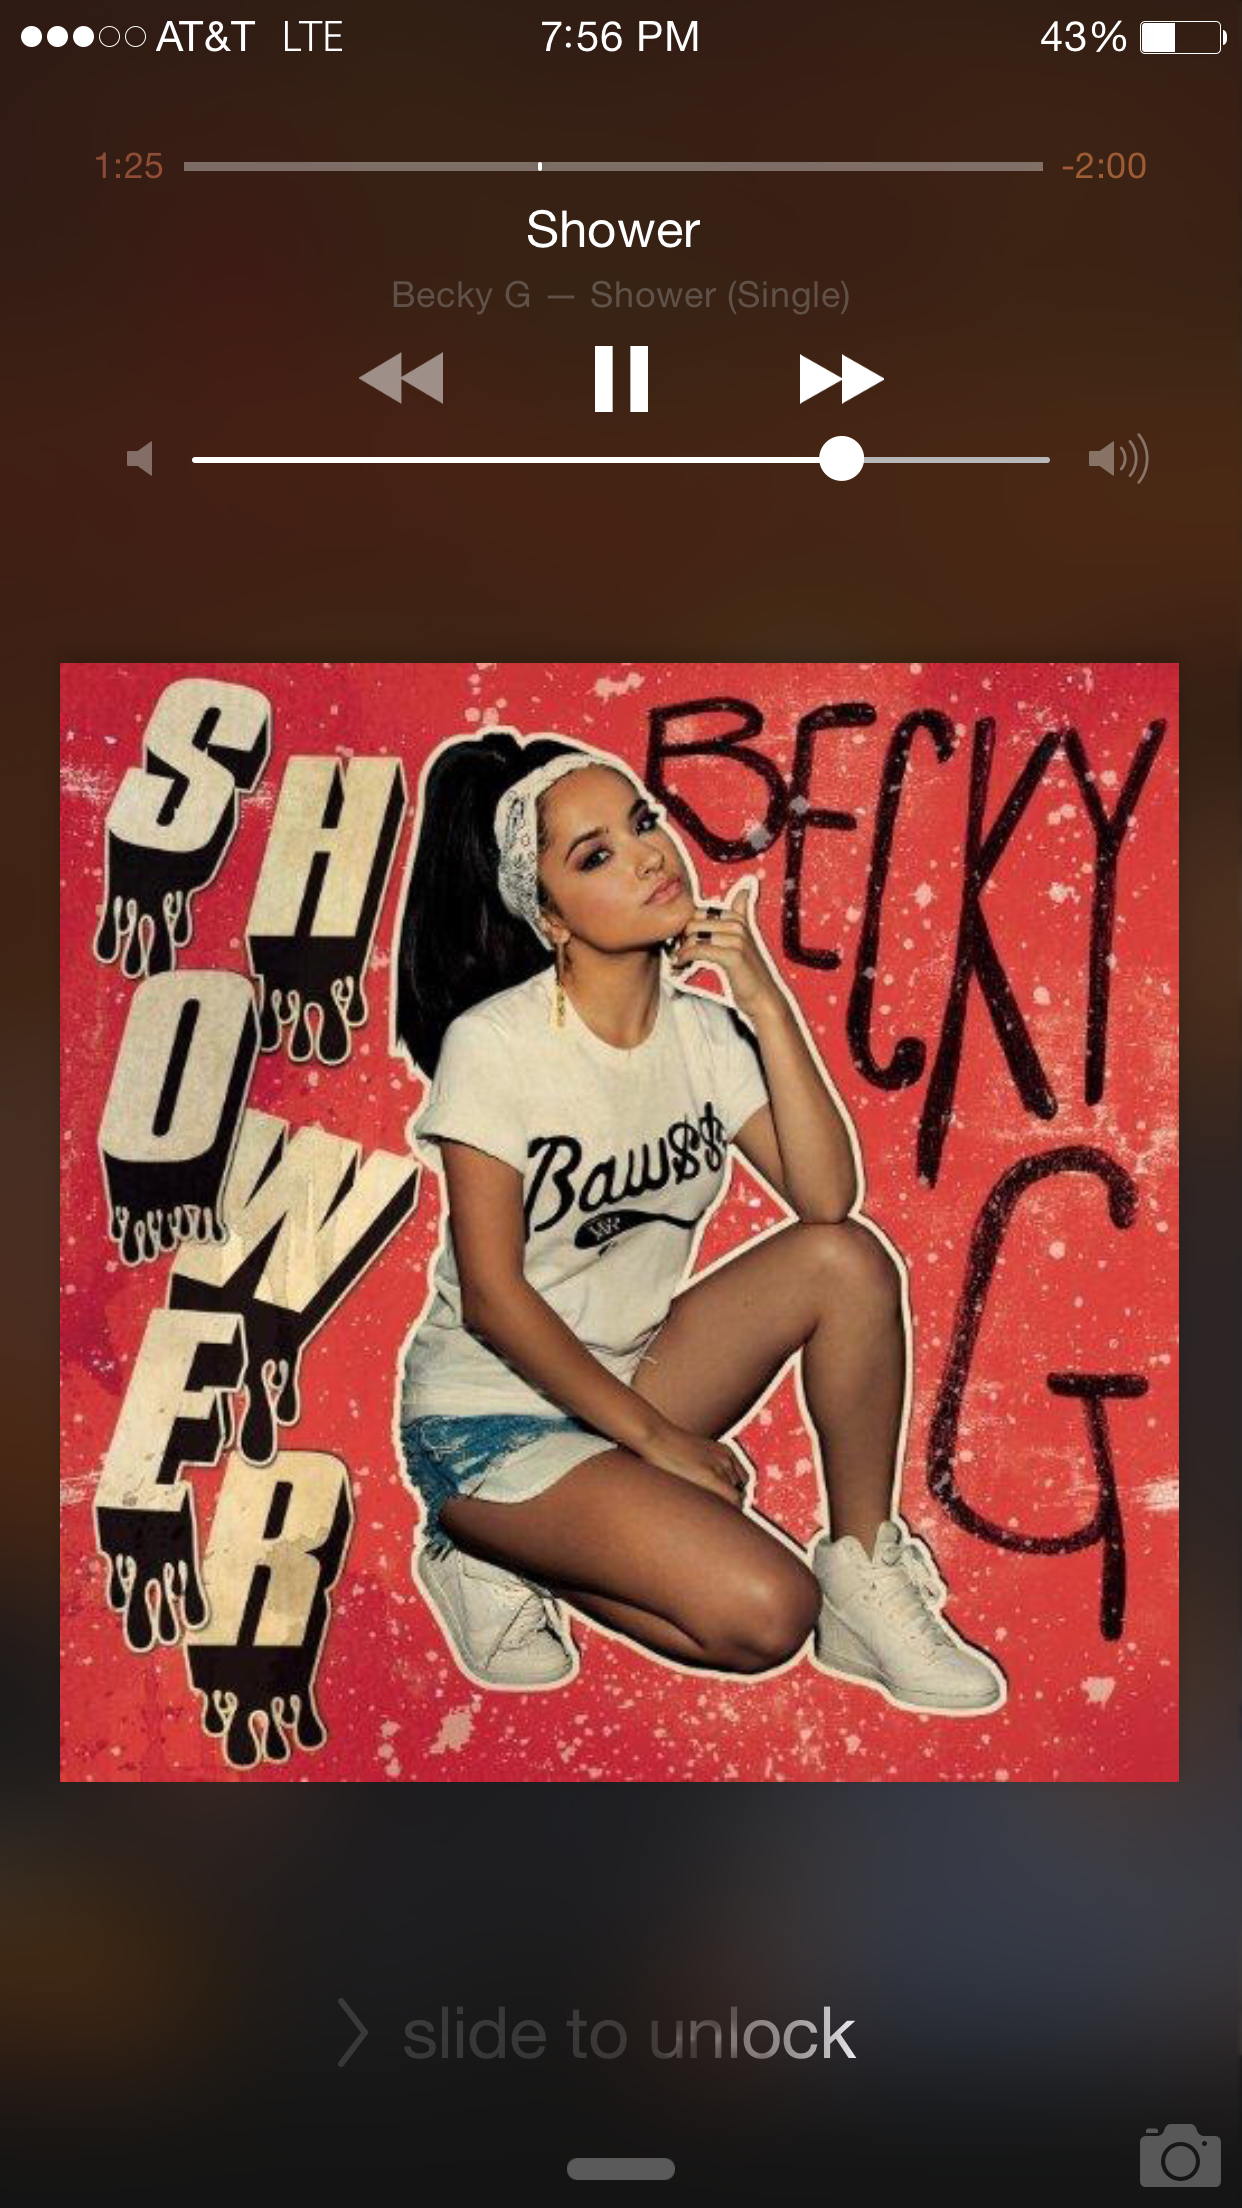 AT&T LTE 7:56 PM 43%
1:25 -2:00
Shower
Becky G — Shower (Single)
SHOWER
BECKY
G
Baw$$
slide to unlock